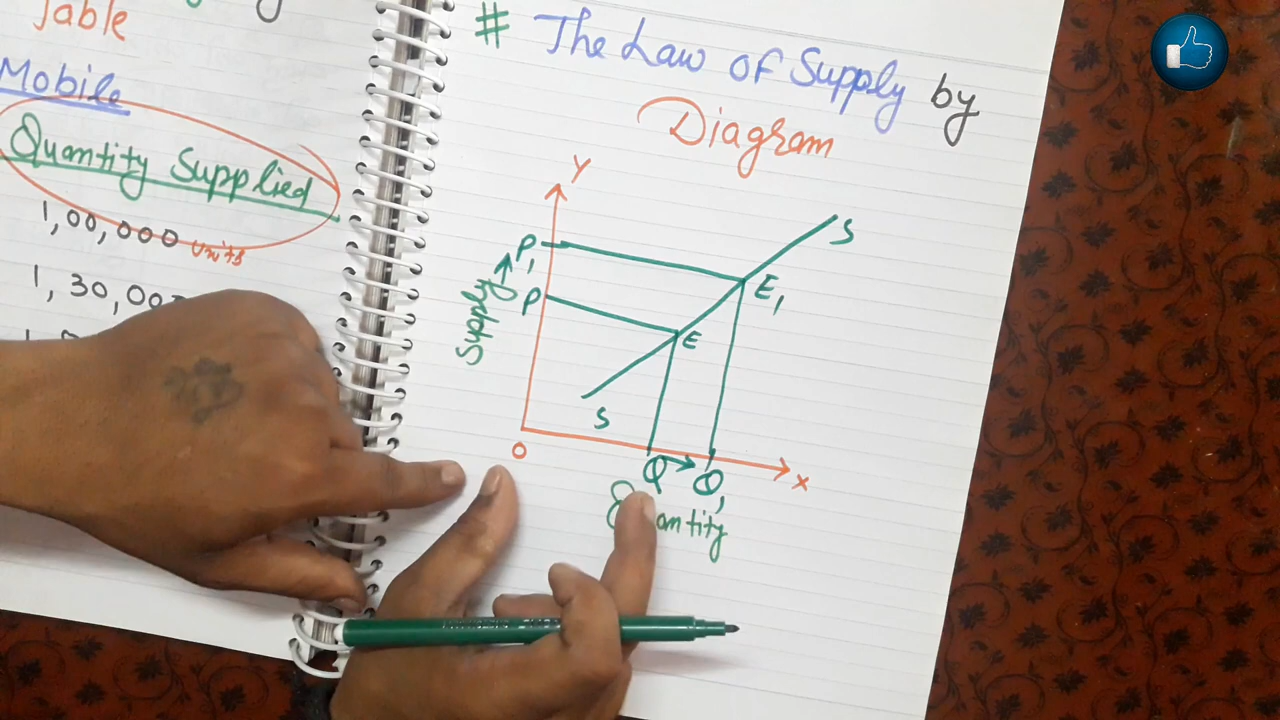 Table
Mobile
Quantity Supplied
1,00,000 units
1,30,00
# The Law of Supply by
Diagram
Y
S
P1
E1
Supply →
P
E
S
O
Q → Q1
X
Quantity